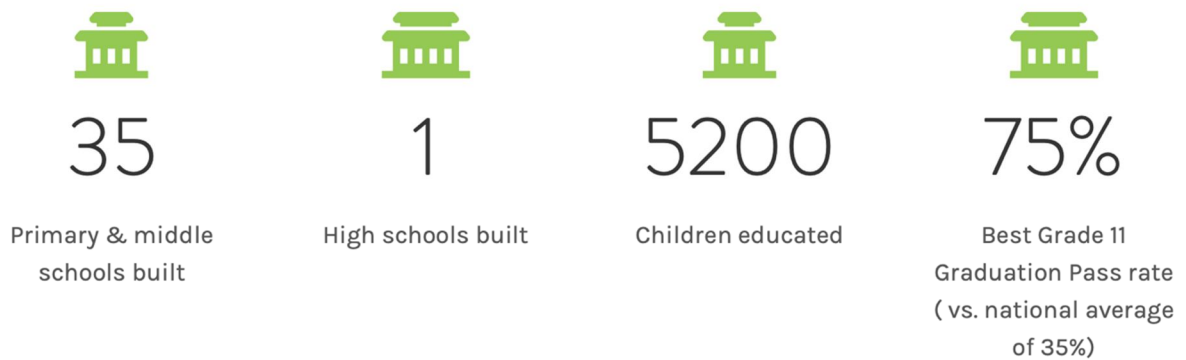 35
Primary & middle
schools built
1
High schools built
5200
Children educated
75%
Best Grade 11
Graduation Pass rate
( vs. national average
of 35%)